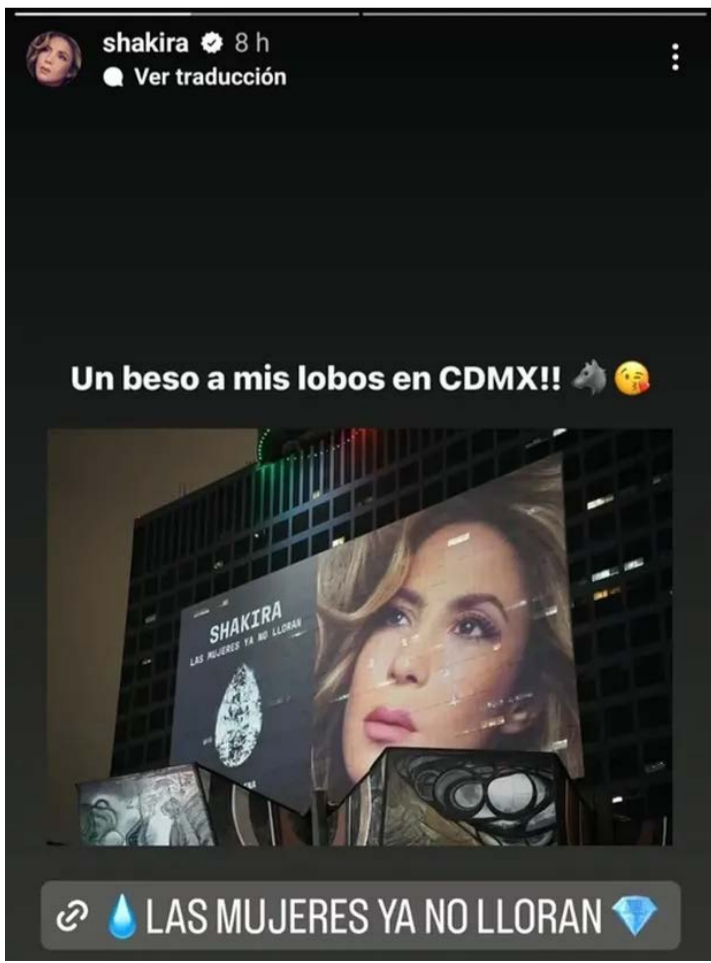 shakira 8 h
Ver traducción
Un beso a mis lobos en CDMX!! 🐺😘
SHAKIRA
LAS MUJERES YA NO LLORAN
💧LAS MUJERES YA NO LLORAN💎